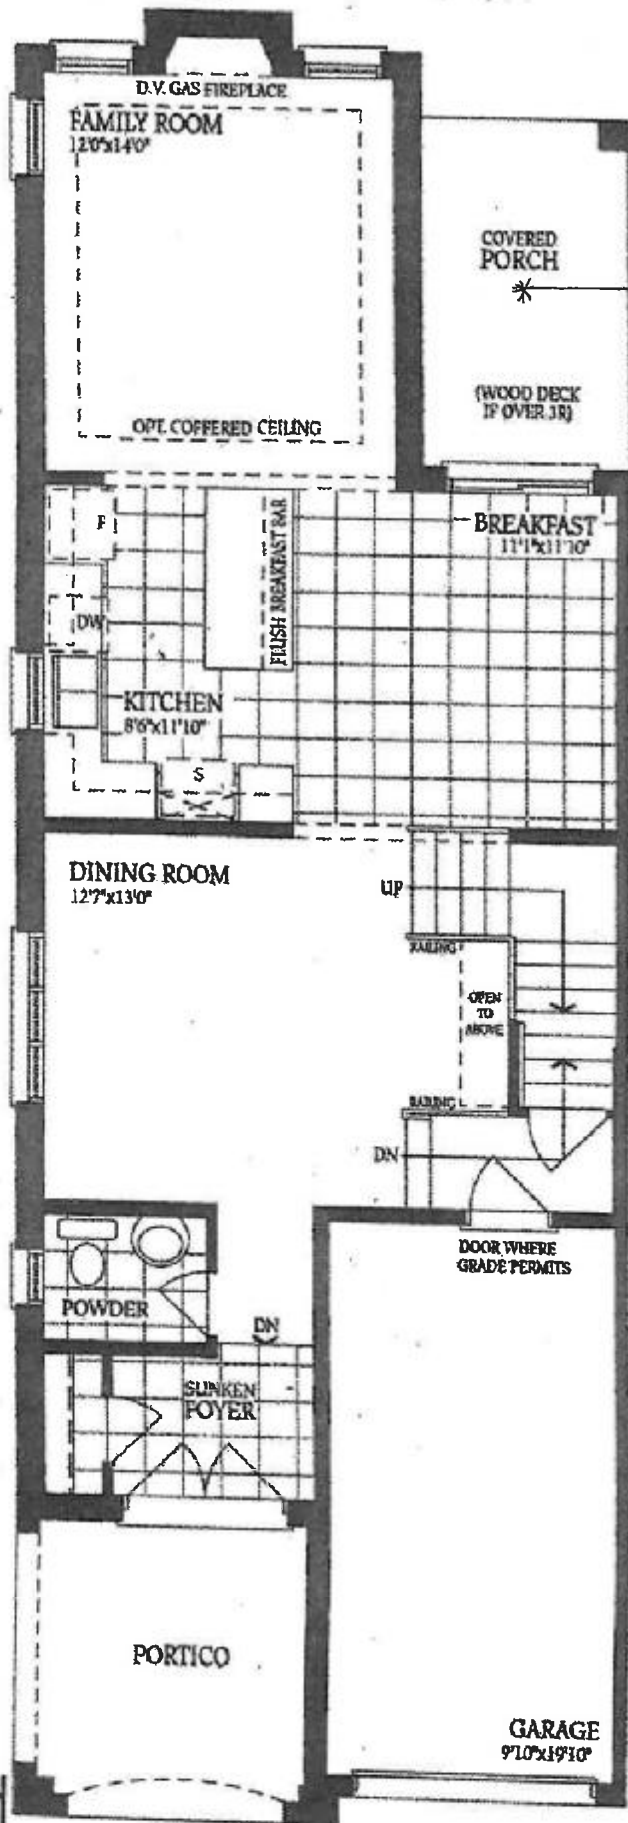 D.V. GAS FIREPLACE
FAMILY ROOM
12'0"x14'0"
COVERED
PORCH
(WOOD DECK
IF OVER 3R)
OPT. COFFERED CEILING
F
FLUSH BREAKFAST BAR
BREAKFAST
11'1"x11'10"
DW
KITCHEN
8'6"x11'10"
S
DINING ROOM
12'7"x13'0"
UP
RAILING
OPEN
TO
ABOVE
RAILING
DN
DOOR WHERE
GRADE PERMITS
POWDER
DN
SUNKEN
FOYER
PORTICO
GARAGE
9'10"x19'10"